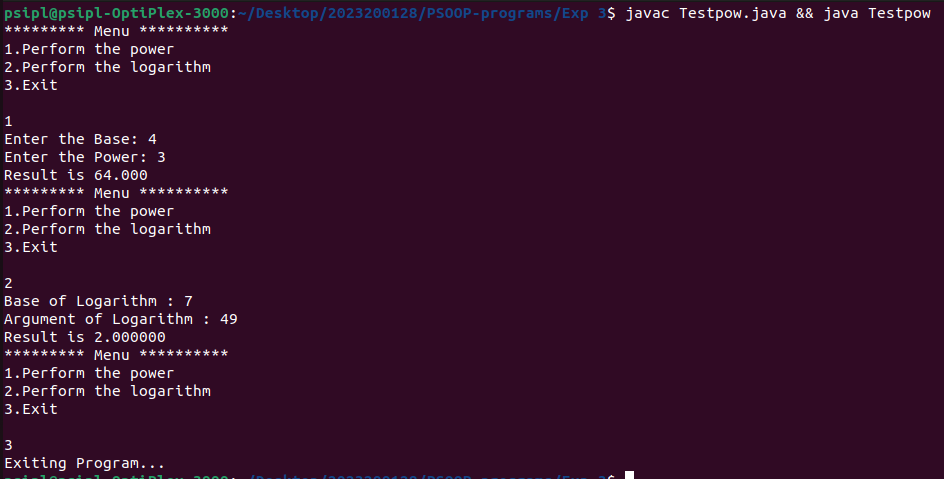 psipl@psipl-OptiPlex-3000:~/Desktop/2023200128/PSOOP-programs/Exp 3$ javac Testpow.java && java Testpow
********* Menu **********
1.Perform the power
2.Perform the logarithm
3.Exit
1
Enter the Base: 4
Enter the Power: 3
Result is 64.000
********* Menu **********
1.Perform the power
2.Perform the logarithm
3.Exit
2
Base of Logarithm : 7
Argument of Logarithm : 49
Result is 2.000000
********* Menu **********
1.Perform the power
2.Perform the logarithm
3.Exit
3
Exiting Program...
psipl@psipl-OptiPlex-3000:~/Desktop/2023200128/PSOOP-programs/Exp 3$